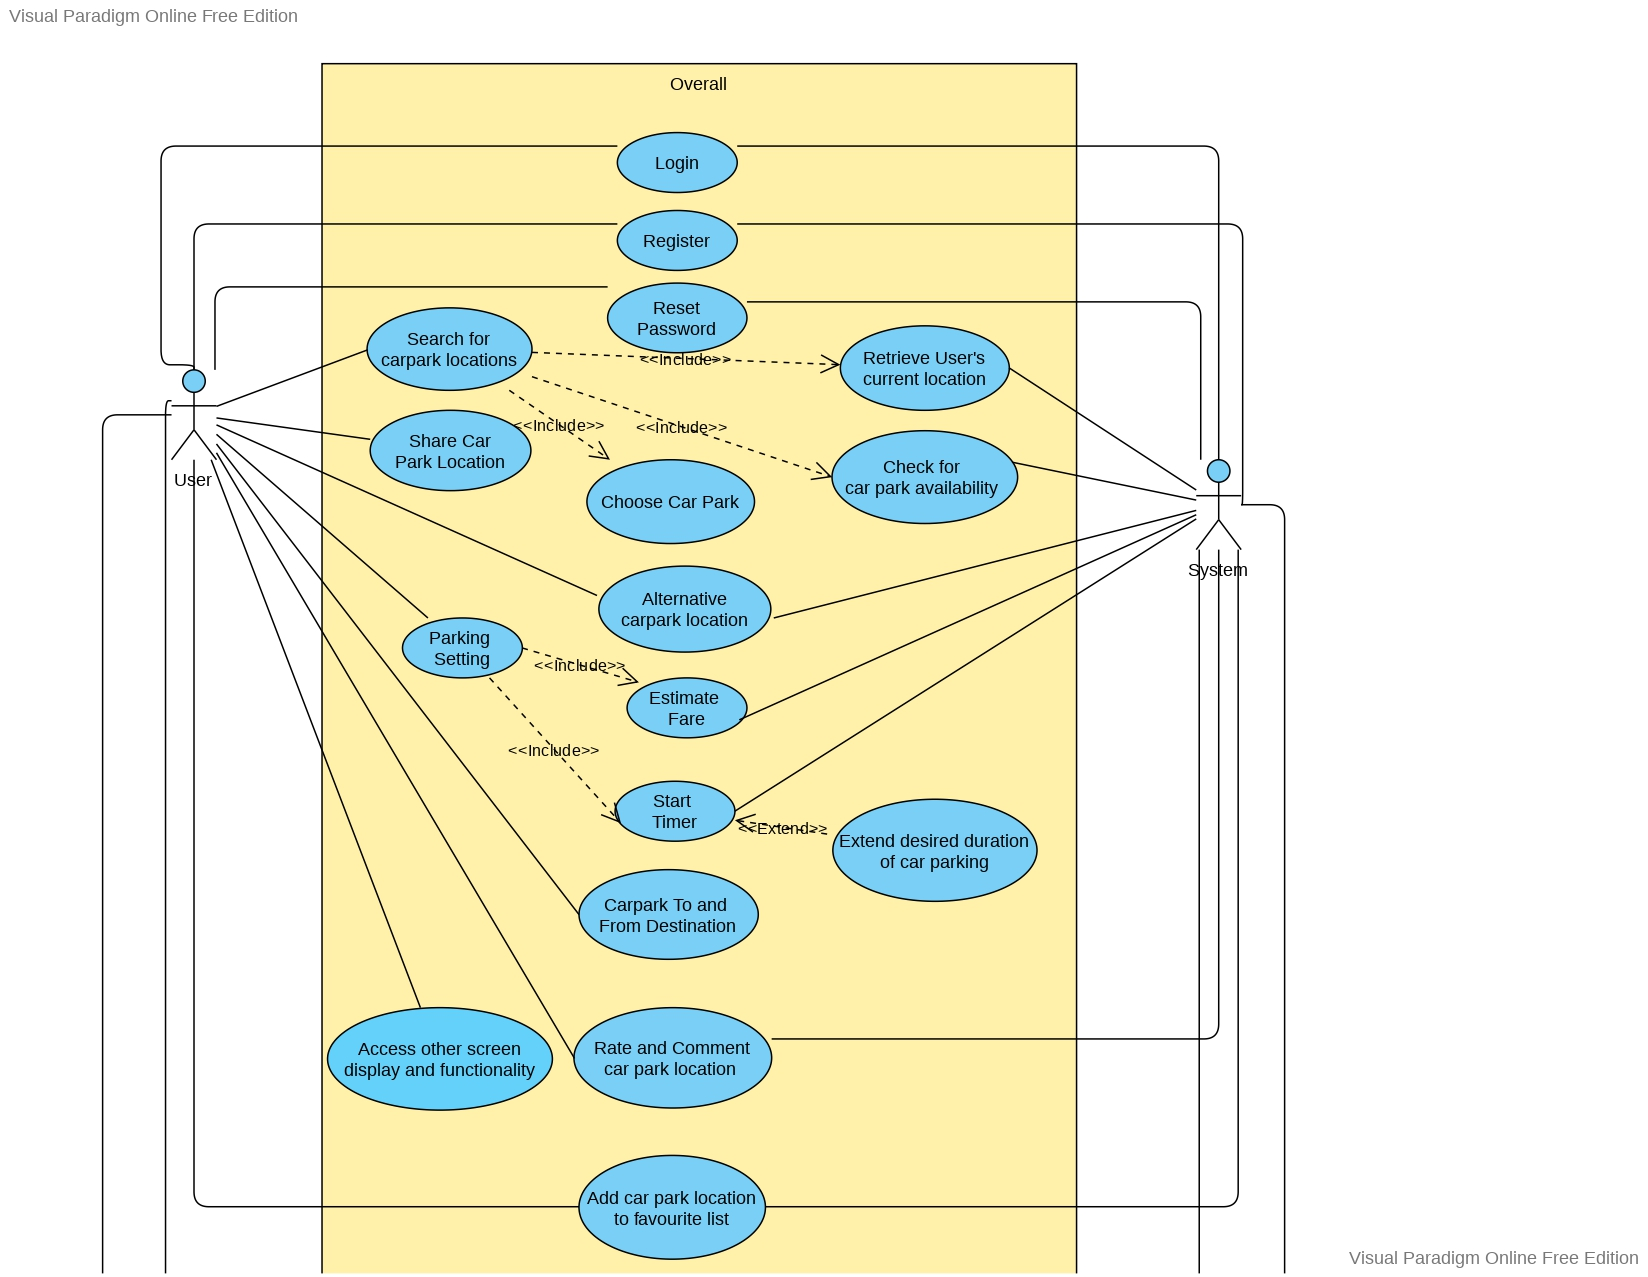 Visual Paradigm Online Free Edition
Overall
Login
Register
Reset
Password
Search for
carpark locations
<<Include>>
Retrieve User's
current location
<<Include>>
<<Include>>
Share Car
Park Location
Check for
car park availability
User
Choose Car Park
System
Alternative
carpark location
Parking
Setting
<<Include>>
Estimate
Fare
<<Include>>
Start
Timer
<<Extend>>
Extend desired duration
of car parking
Carpark To and
From Destination
Access other screen
display and functionality
Rate and Comment
car park location
Add car park location
to favourite list
Visual Paradigm Online Free Edition